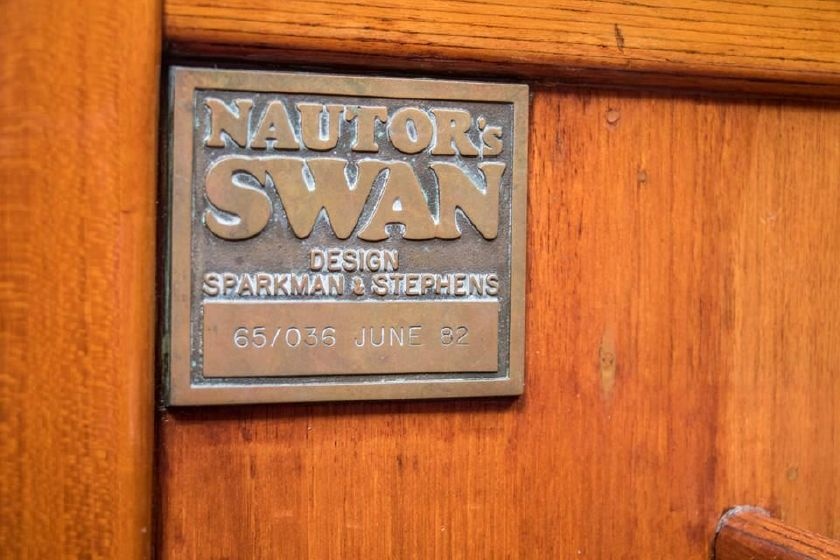 NAUTOR's
SWAN
DESIGN
SPARKMAN & STEPHENS
65/036 JUNE 82